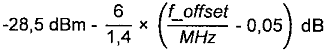 -28,5 dBm - 6/1,4 × (f_offset/MHz - 0,05) dB